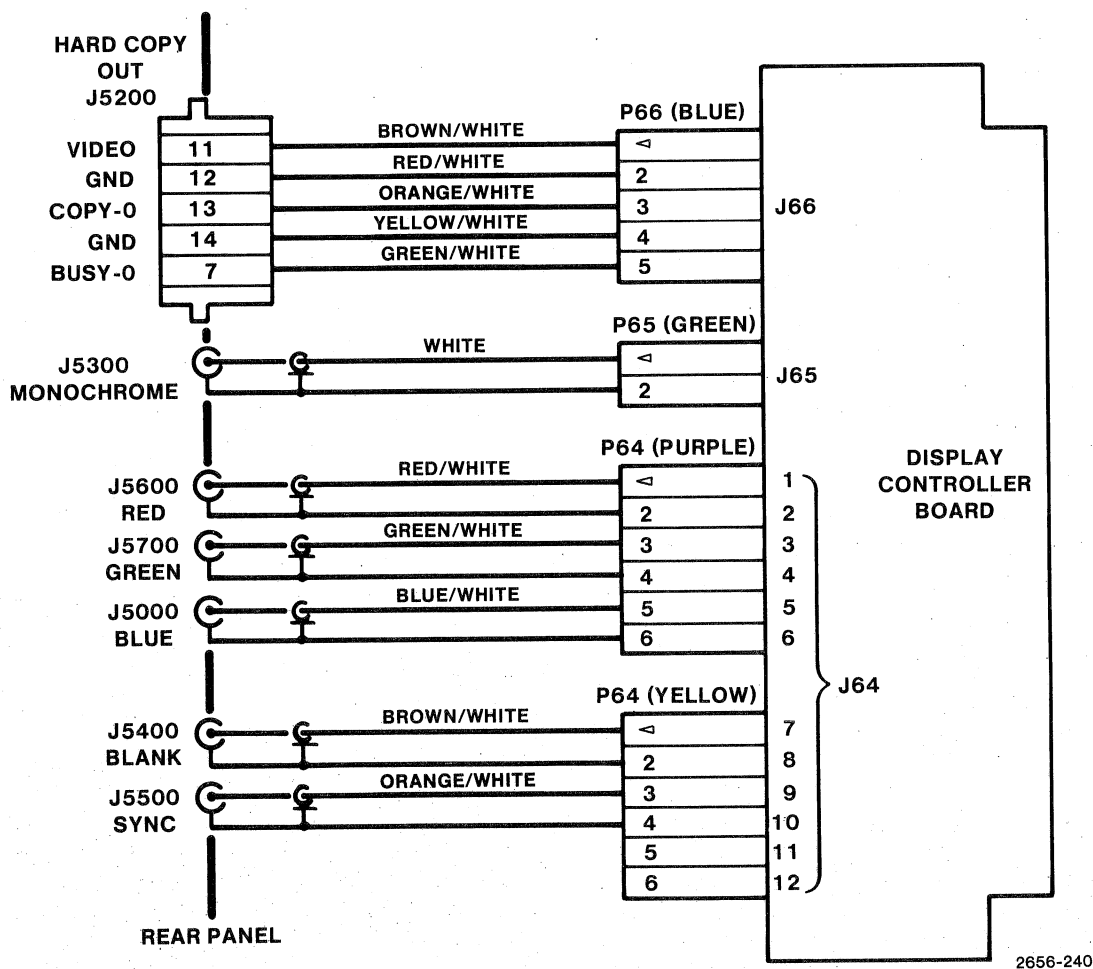 HARD COPY
OUT
J5200
P66 (BLUE)
BROWN/WHITE
VIDEO 11
RED/WHITE
GND 12 2
ORANGE/WHITE
COPY-0 13 3 J66
YELLOW/WHITE
GND 14 4
GREEN/WHITE
BUSY-0 7 5
P65 (GREEN)
WHITE
J5300
MONOCHROME
2
J65
P64 (PURPLE)
RED/WHITE
J5600
RED
1
2 2
GREEN/WHITE
J5700
GREEN
3 3
4 4
BLUE/WHITE
J5000
BLUE
5 5
6 6
DISPLAY
CONTROLLER
BOARD
J64
P64 (YELLOW)
BROWN/WHITE
J5400
BLANK
7
2 8
ORANGE/WHITE
J5500
SYNC
3 9
4 10
5 11
6 12
REAR PANEL
2656-240